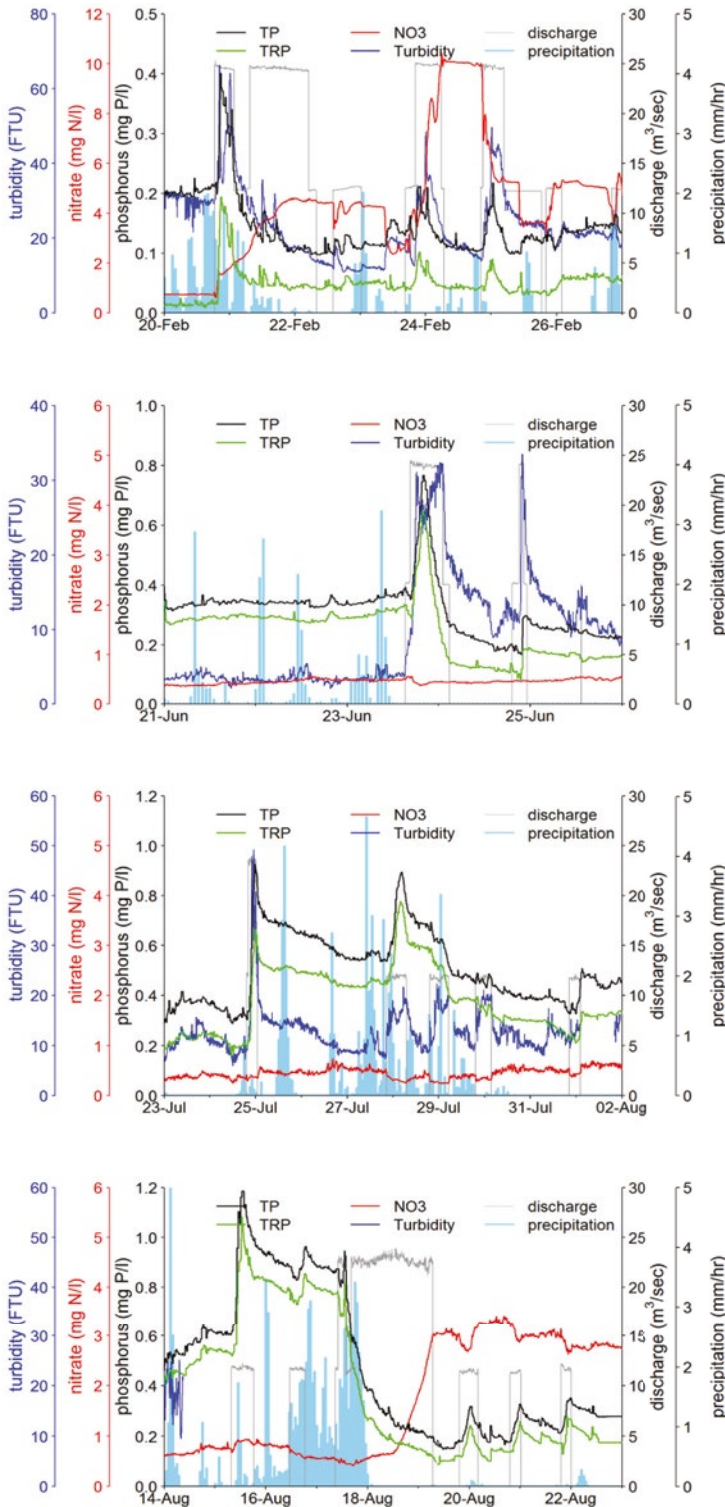 TP NO3 discharge
TRP Turbidity precipitation
turbidity (FTU)
0 20 40 60 80
nitrate (mg N/l)
0 2 4 6 8 10 12
phosphorus (mg P/l)
0.0 0.1 0.2 0.3 0.4 0.5
discharge (m³/sec)
0 5 10 15 20 25 30
precipitation (mm/hr)
0 1 2 3 4 5
20-Feb 22-Feb 24-Feb 26-Feb
TP NO3 discharge
TRP Turbidity precipitation
turbidity (FTU)
0 10 20 30 40
nitrate (mg N/l)
0 1 2 3 4 5 6
phosphorus (mg P/l)
0.0 0.2 0.4 0.6 0.8 1.0
discharge (m³/sec)
0 5 10 15 20 25 30
precipitation (mm/hr)
0 1 2 3 4 5
21-Jun 23-Jun 25-Jun
TP NO3 discharge
TRP Turbidity precipitation
turbidity (FTU)
0 10 20 30 40 50 60
nitrate (mg N/l)
0 1 2 3 4 5 6
phosphorus (mg P/l)
0.0 0.2 0.4 0.6 0.8 1.0 1.2
discharge (m³/sec)
0 5 10 15 20 25 30
precipitation (mm/hr)
0 1 2 3 4 5
23-Jul 25-Jul 27-Jul 29-Jul 31-Jul 02-Aug
TP NO3 discharge
TRP Turbidity precipitation
turbidity (FTU)
0 10 20 30 40 50 60
nitrate (mg N/l)
0 1 2 3 4 5 6
phosphorus (mg P/l)
0.0 0.2 0.4 0.6 0.8 1.0 1.2
discharge (m³/sec)
0 5 10 15 20 25 30
precipitation (mm/hr)
0 1 2 3 4 5
14-Aug 16-Aug 18-Aug 20-Aug 22-Aug